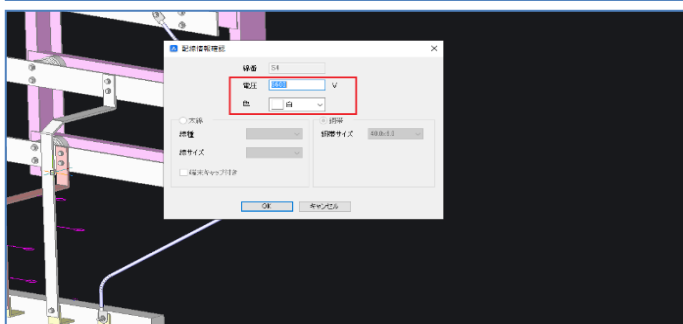 配線情報確認
線番 S4
電圧 V
色 白
銅帯
線種
銅帯サイズ
線サイズ
端末キャップ付き
OK キャンセル